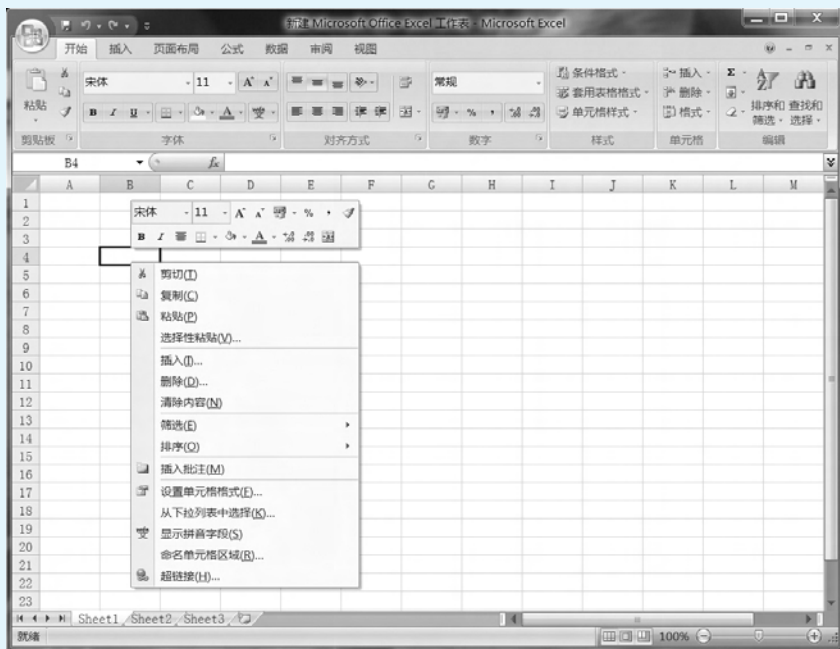 新建 Microsoft Office Excel 工作表 - Microsoft Excel
开始 插入 页面布局 公式 数据 审阅 视图
粘贴
宋体 11
B I U A 变
常规
% ,
条件格式
套用表格格式
单元格样式
插入
删除
格式
Σ
排序和筛选
查找和选择
剪贴板 字体 对齐方式 数字 样式 单元格 编辑
B4 fx
A B C D E F G H I J K L M
1
2
3
4
5
6
7
8
9
10
11
12
13
14
15
16
17
18
19
20
21
22
23
宋体 11 A A % ,
B I A
剪切(T)
复制(C)
粘贴(P)
选择性粘贴(V)...
插入(I)...
删除(D)...
清除内容(N)
筛选(E)
排序(O)
插入批注(M)
设置单元格格式(F)...
从下拉列表中选择(K)...
显示拼音字段(S)
命名单元格区域(R)...
超链接(H)...
Sheet1 Sheet2 Sheet3
就绪 100%